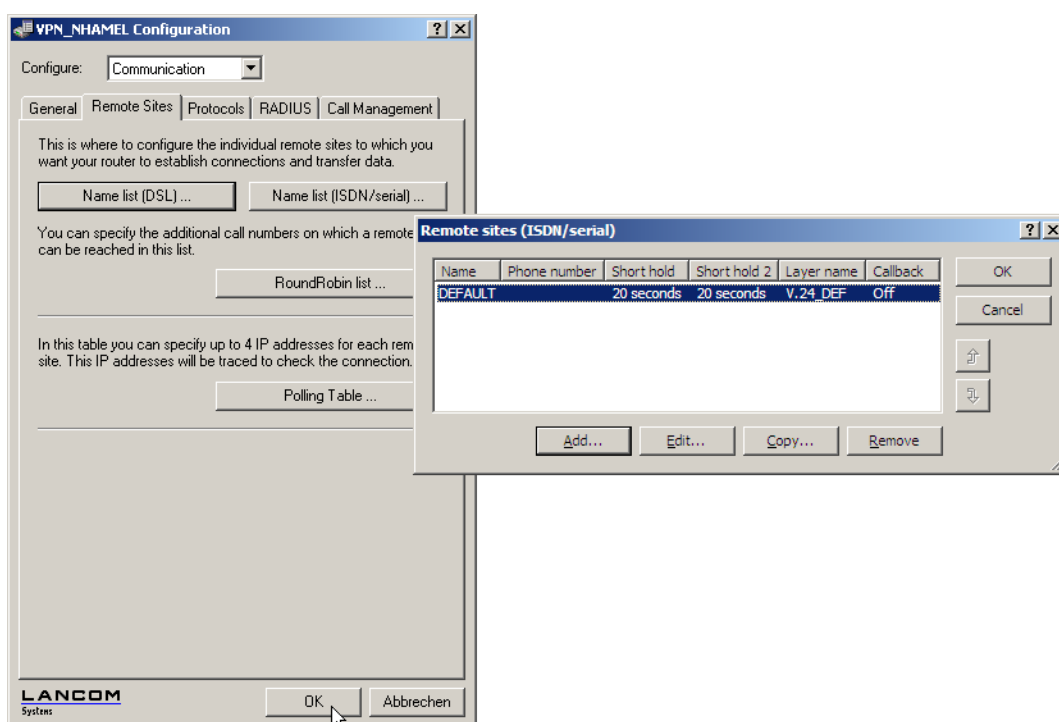 VPN_NHAMEL Configuration
Configure: Communication
General Remote Sites Protocols RADIUS Call Management
This is where to configure the individual remote sites to which you
want your router to establish connections and transfer data.
Name list (DSL) ... Name list (ISDN/serial) ...
You can specify the additional call numbers on which a remote
can be reached in this list.
RoundRobin list ...
In this table you can specify up to 4 IP addresses for each rem
site. This IP addresses will be traced to check the connection.
Polling Table ...
LANCOM
Systems
OK Abbrechen
Remote sites (ISDN/serial)
Name Phone number Short hold Short hold 2 Layer name Callback
DEFAULT 20 seconds 20 seconds V.24_DEF Off
OK
Cancel
Add... Edit... Copy... Remove